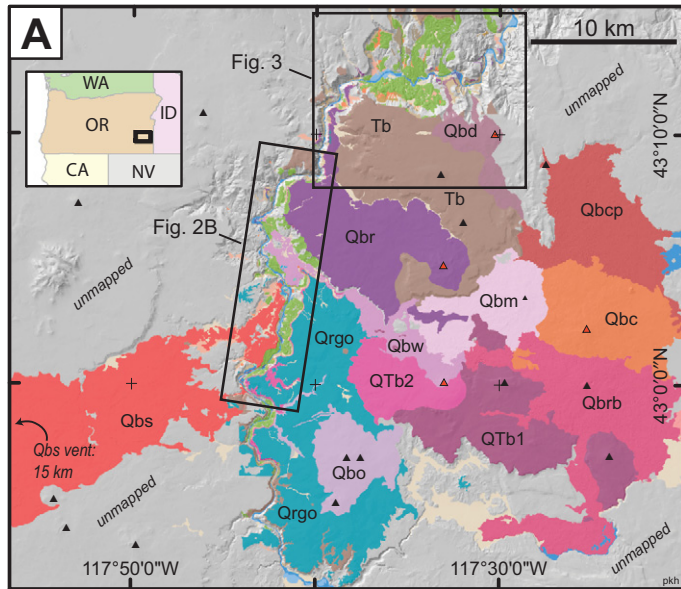 A
10 km
Fig. 3
WA
OR
ID
CA
NV
unmapped
Tb
Qbd
43°10'0"N
Tb
Qbcp
Fig. 2B
Qbr
unmapped
Qbm
Qbc
Qrgo
Qbw
QTb2
43°0'0"N
Qbs
Qbrb
Qbs vent:
15 km
QTb1
Qbo
unmapped
Qrgo
unmapped
117°50'0"W
117°30'0"W
pkh